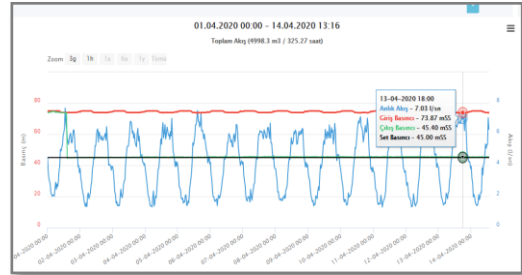 01.04.2020 00:00 - 14.04.2020 13:16
Toplam Akış (4998.3 m3 / 325.27 saat)
Zoom 3g 1h 1a 6a 1y Tümü
13-04-2020 18:00
Anlık Akış - 7.03 l/sn
Giriş Basıncı - 73.87 mSS
Çıkış Basıncı - 45.40 mSS
Set Basıncı - 45.00 mSS
80
60
40
20
0
Basınç (m)
8
6
4
2
0
Akış (l/sn)
04-2020 00:00
02-04-2020 00:00
03-04-2020 00:00
04-04-2020 00:00
05-04-2020 00:00
06-04-2020 00:00
07-04-2020 00:00
08-04-2020 00:00
09-04-2020 00:00
10-04-2020 00:00
11-04-2020 00:00
12-04-2020 00:00
13-04-2020 00:00
14-04-2020 00:00